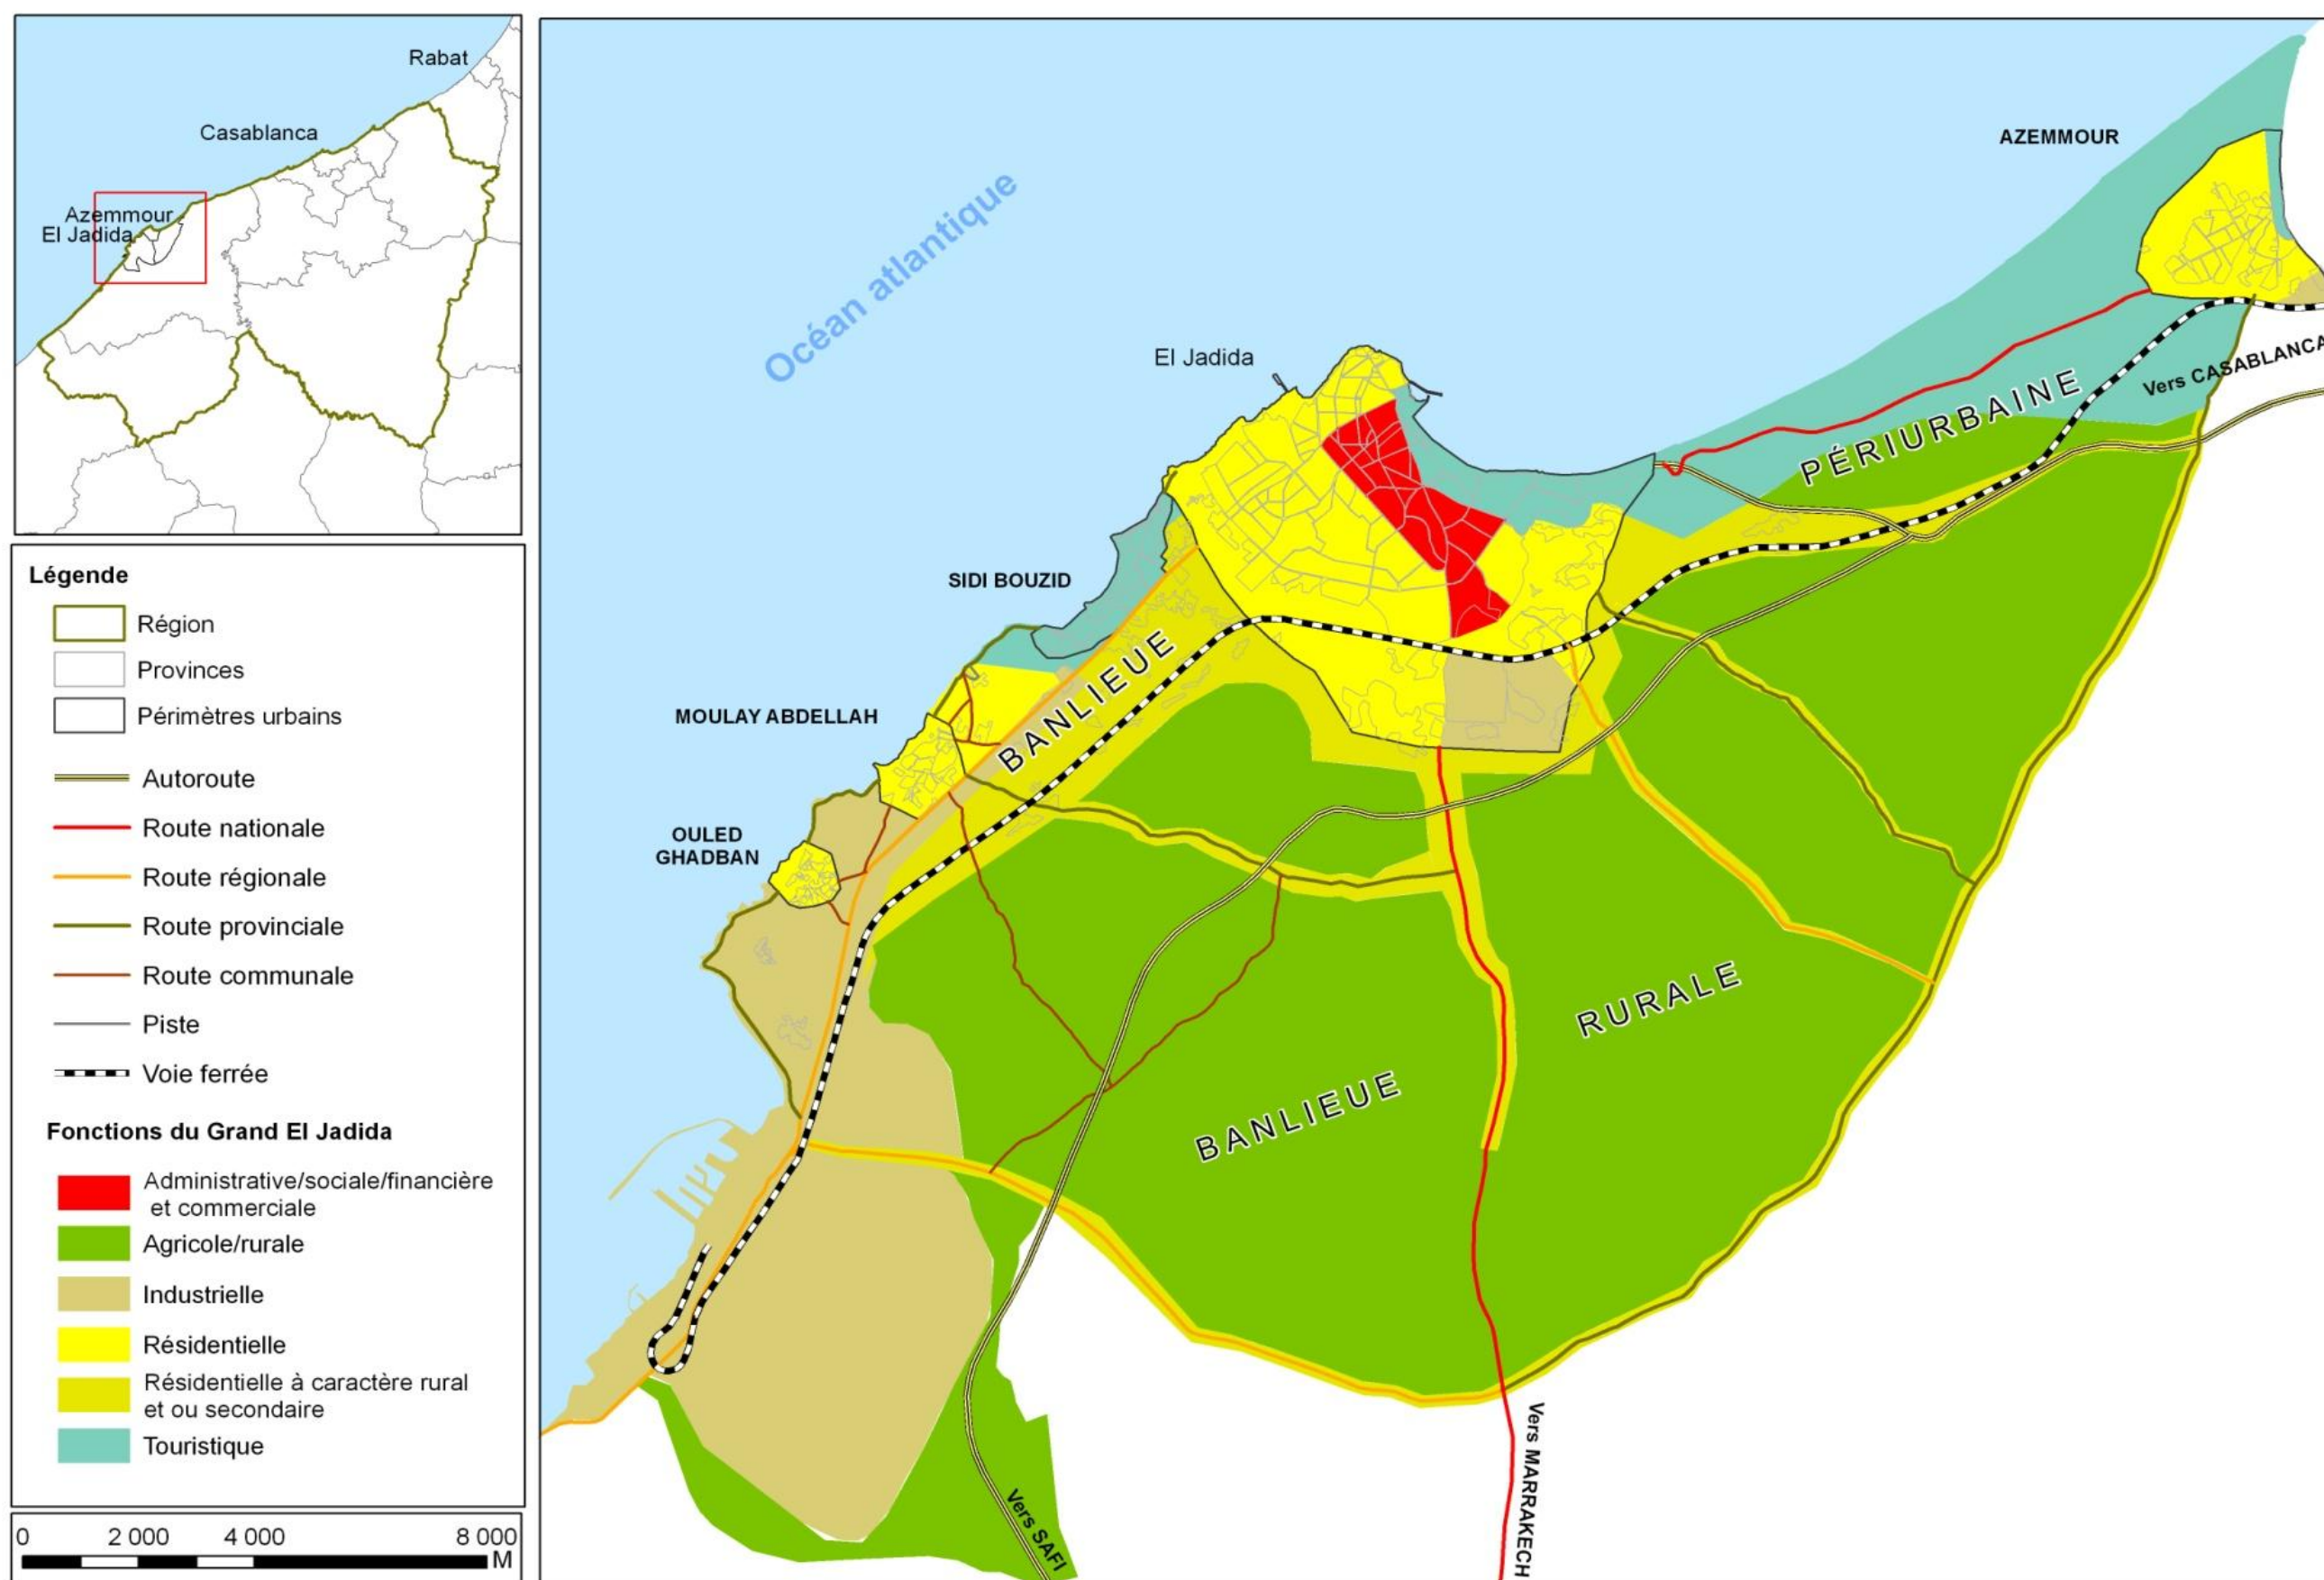 Rabat
Casablanca
Azemmour
El Jadida
Légende
Région
Provinces
Périmètres urbains
Autoroute
Route nationale
Route régionale
Route provinciale
Route communale
Piste
Voie ferrée
Fonctions du Grand El Jadida
Administrative/sociale/financière
et commerciale
Agricole/rurale
Industrielle
Résidentielle
Résidentielle à caractère rural
et ou secondaire
Touristique
0 2 000 4 000 8 000
M
Océan atlantique
AZEMMOUR
El Jadida
Vers CASABLANCA
PÉRIURBAINE
SIDI BOUZID
BANLIEUE
MOULAY ABDELLAH
OULED
GHADBAN
RURALE
BANLIEUE
Vers MARRAKECH
Vers SAFI